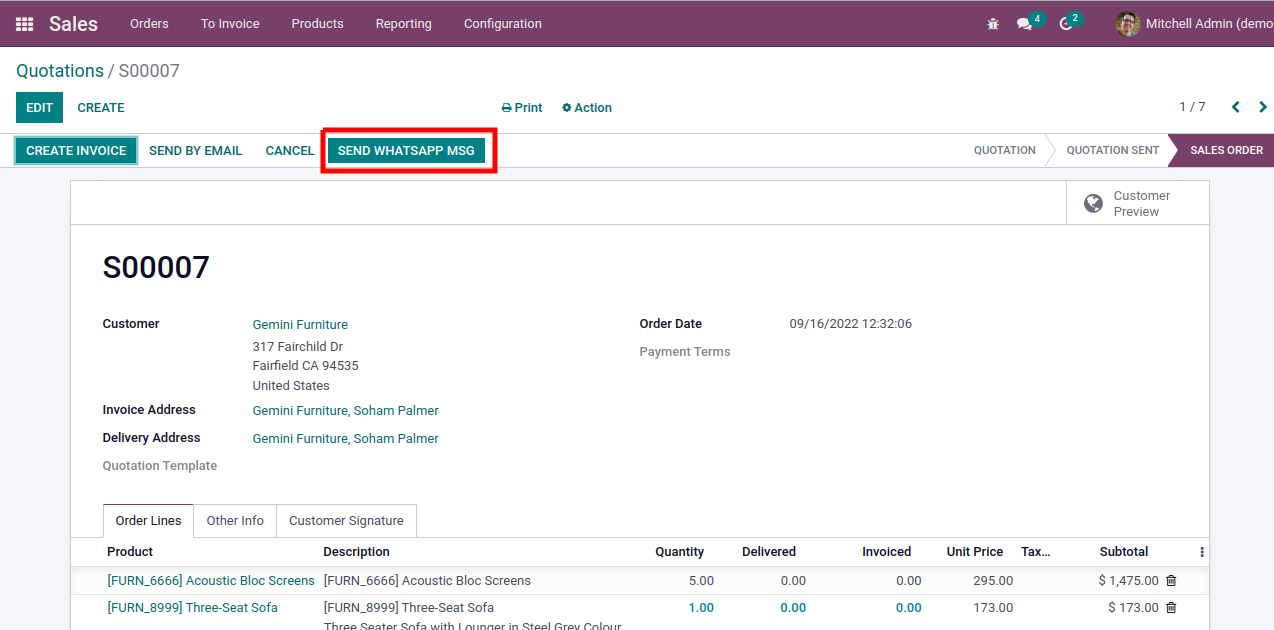 Sales Orders To Invoice Products Reporting Configuration 4 2 Mitchell Admin (demo
Quotations / S00007
EDIT CREATE Print Action 1 / 7
CREATE INVOICE SEND BY EMAIL CANCEL SEND WHATSAPP MSG QUOTATION QUOTATION SENT SALES ORDER
Customer
Preview
S00007
Customer Gemini Furniture Order Date 09/16/2022 12:32:06
317 Fairchild Dr Payment Terms
Fairfield CA 94535
United States
Invoice Address Gemini Furniture, Soham Palmer
Delivery Address Gemini Furniture, Soham Palmer
Quotation Template
Order Lines Other Info Customer Signature
Product Description Quantity Delivered Invoiced Unit Price Tax... Subtotal
[FURN_6666] Acoustic Bloc Screens [FURN_6666] Acoustic Bloc Screens 5.00 0.00 0.00 295.00 $ 1,475.00
[FURN_8999] Three-Seat Sofa [FURN_8999] Three-Seat Sofa 1.00 0.00 0.00 173.00 $ 173.00
Three Seater Sofa with Lounger in Steel Grey Colour